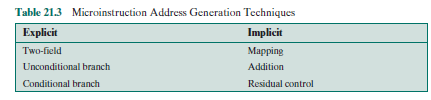 Table 21.3 Microinstruction Address Generation Techniques
Explicit Implicit
Two-field Mapping
Unconditional branch Addition
Conditional branch Residual control